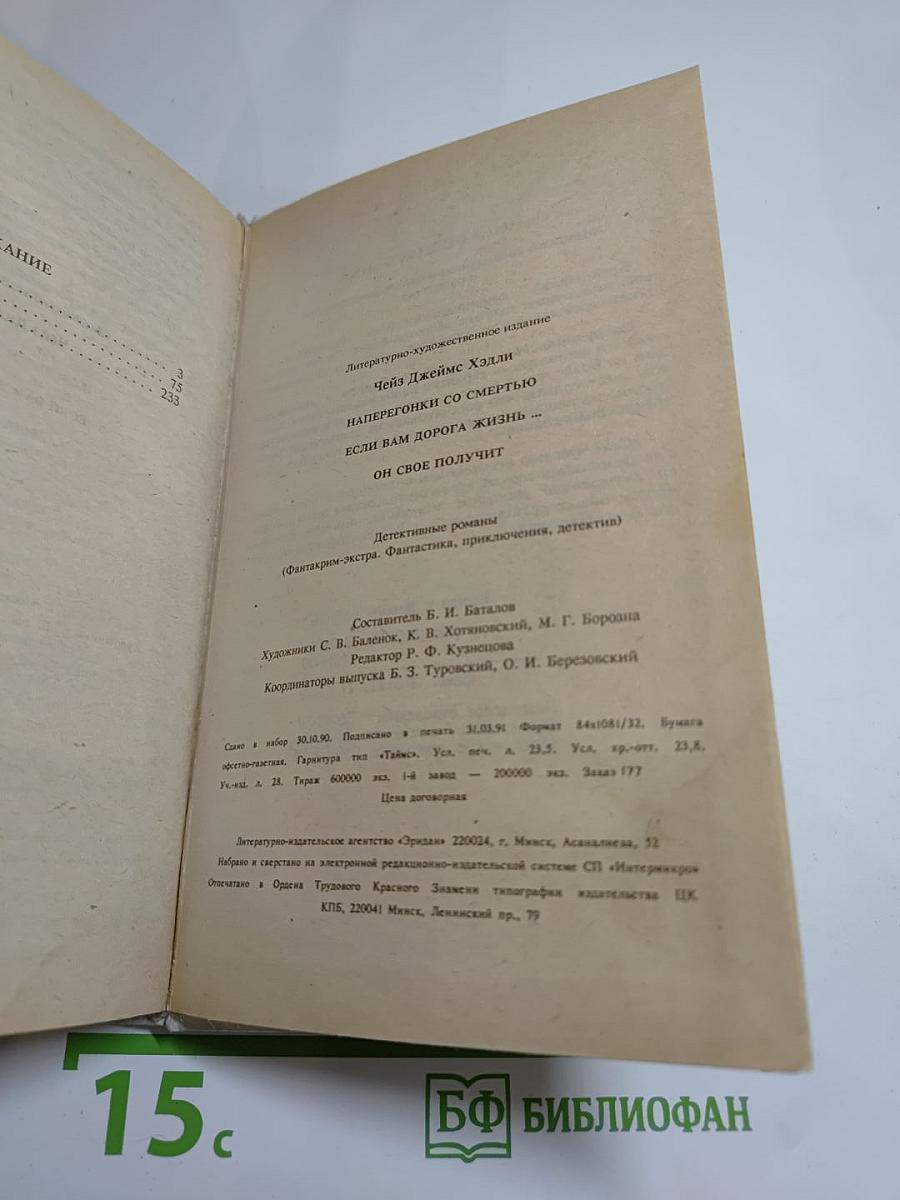 КАНИЕ
3
75
233
Литературно-художественное издание
Чейз Джеймс Хэдли
НАПЕРЕГОНКИ СО СМЕРТЬЮ
ЕСЛИ ВАМ ДОРОГА ЖИЗНЬ ...
ОН СВОЕ ПОЛУЧИТ
Детективные романы
(Фантакрим-экстра. Фантастика, приключения, детектив)
Составитель Б. И. Баталов
Художники С. В. Баленок, К. В. Хотяновский, М. Г. Борозна
Редактор Р. Ф. Кузнецова
Координаторы выпуска Б. З. Туровский, О. И. Березовский
Сдано в набор 30.10.90. Подписано в печать 31.03.91 Формат 84х1081/32. Бумага
офсетно-газетная. Гарнитура тип «Таймс». Усл. печ. л. 23,5. Усл. кр.-отт. 23,8.
Уч.-изд. л. 28. Тираж 600000 экз. 1-й завод — 200000 экз. Заказ 177
Цена договорная
Литературно-издательское агентство «Эридан» 220024, г. Минск, Асаналиева, 52
Набрано и сверстано на электронной редакционно-издательской системе СП «Интермикро»
Отпечатано в Ордена Трудового Красного Знамени типографии издательства ЦК
КПБ, 220041 Минск, Ленинский пр., 79
15 с
БФ БИБЛИОФАН